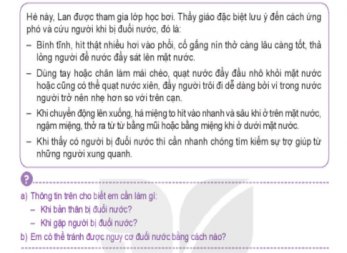 Hè này, Lan được tham gia lớp học bơi. Thầy giáo đặc biệt lưu ý đến cách ứng
phó và cứu người khi bị đuối nước, đó là:
– Bình tĩnh, hít thật nhiều hơi vào phổi, cố gắng nín thở càng lâu càng tốt, thả
lỏng người để nước đẩy sát lên mặt nước.
– Dùng tay hoặc chân làm mái chèo, quạt nước đẩy đầu nhô khỏi mặt nước
hoặc cũng có thể quạt nước xiên, đẩy người trôi đi dễ dàng bởi vì trong nước
người trở nên nhẹ hơn so với trên cạn.
– Khi chuyển động lên xuống, há miệng to hít vào nhanh và sâu khi ở trên mặt nước,
ngậm miệng, thở ra từ từ bằng mũi hoặc bằng miệng khi ở dưới mặt nước.
– Khi thấy có người bị đuối nước thì cần nhanh chóng tìm kiếm sự trợ giúp từ
những người xung quanh.
?
a) Thông tin trên cho biết em cần làm gì:
– Khi bản thân bị đuối nước?
– Khi gặp người bị đuối nước?
b) Em có thể tránh được nguy cơ đuối nước bằng cách nào?